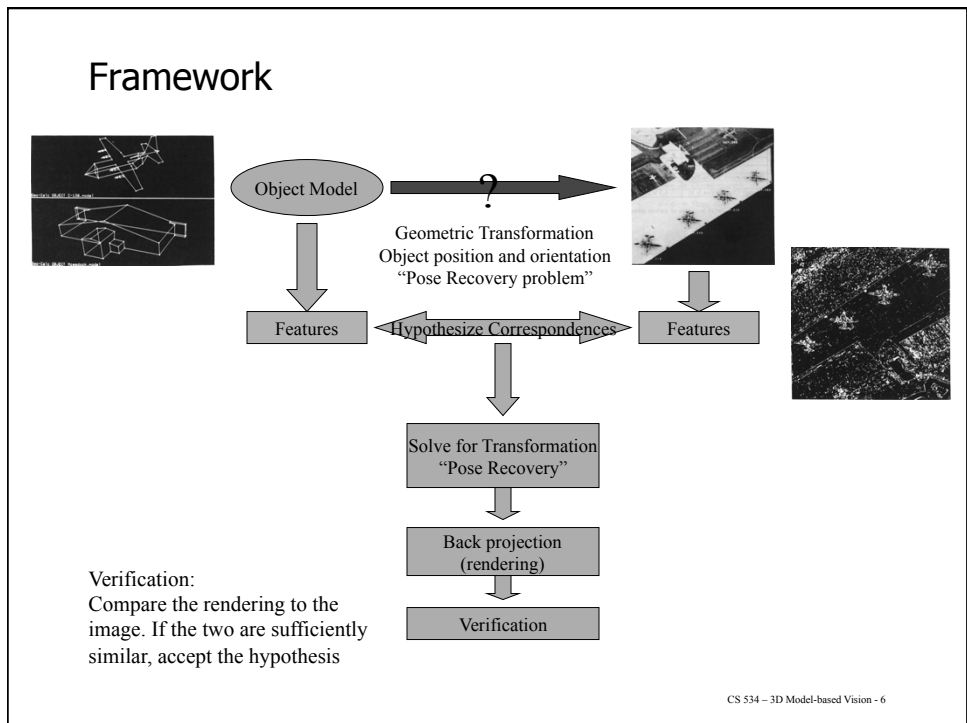 Framework
Object Model
?
Geometric Transformation
Object position and orientation
“Pose Recovery problem”
Features
Hypothesize Correspondences
Features
Solve for Transformation
“Pose Recovery”
Back projection
(rendering)
Verification
Verification:
Compare the rendering to the
image. If the two are sufficiently
similar, accept the hypothesis
CS 534 – 3D Model-based Vision - 6